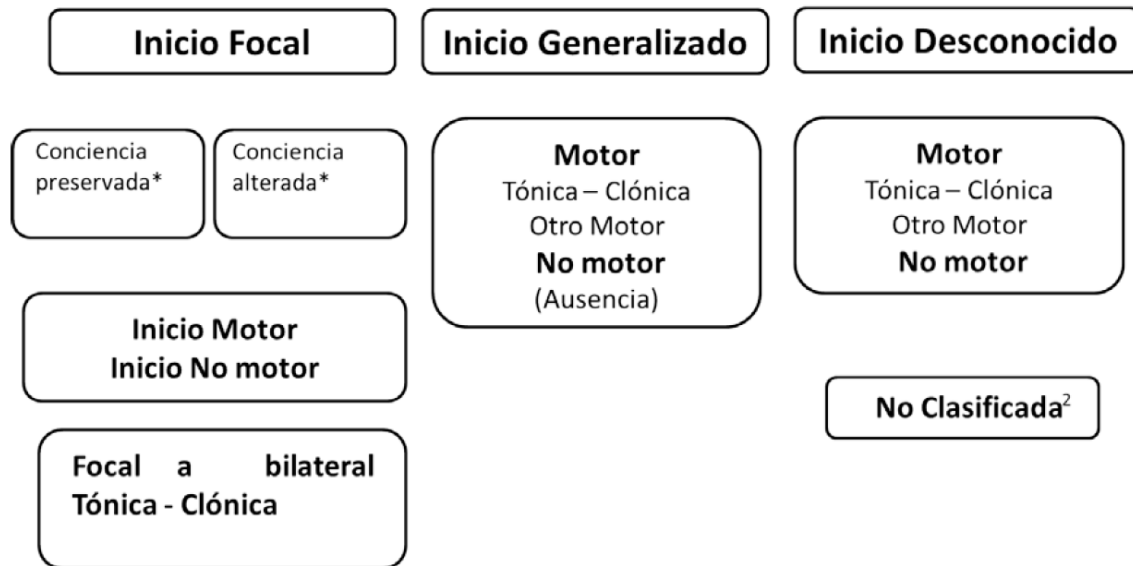 Inicio Focal
Inicio Generalizado
Inicio Desconocido
Conciencia
preservada*
Conciencia
alterada*
Inicio Motor
Inicio No motor
Focal a bilateral
Tónica - Clónica
Motor
Tónica – Clónica
Otro Motor
No motor
(Ausencia)
Motor
Tónica – Clónica
Otro Motor
No motor
No Clasificada²